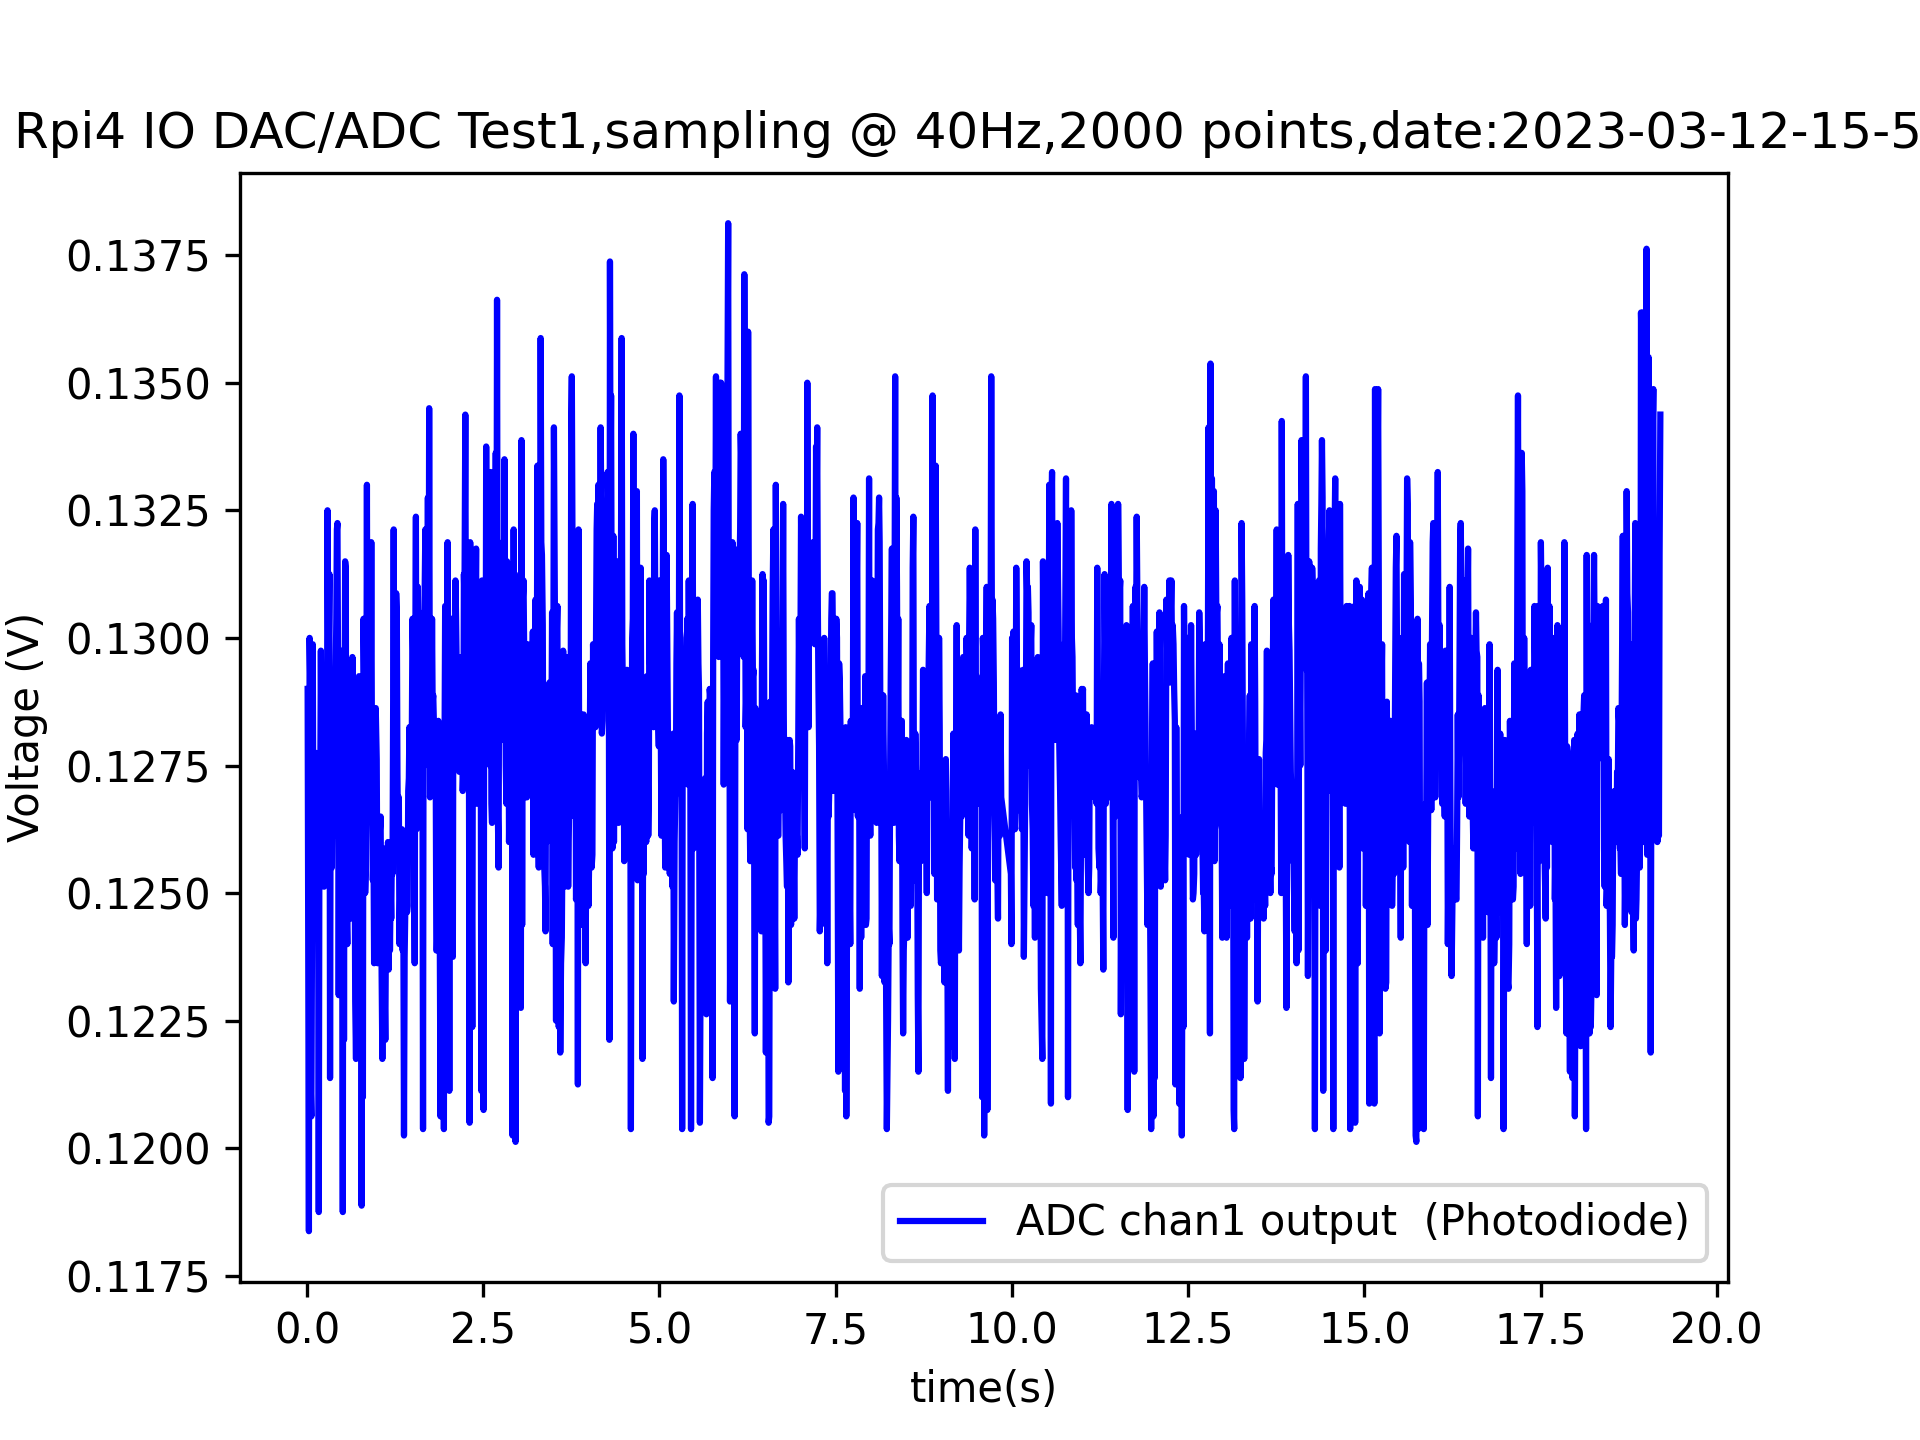 Rpi4 IO DAC/ADC Test1,sampling @ 40Hz,2000 points,date:2023-03-12-15-5
0.1375
0.1350
0.1325
0.1300
0.1275
0.1250
0.1225
0.1200
0.1175
Voltage (V)
ADC chan1 output  (Photodiode)
0.0 2.5 5.0 7.5 10.0 12.5 15.0 17.5 20.0
time(s)